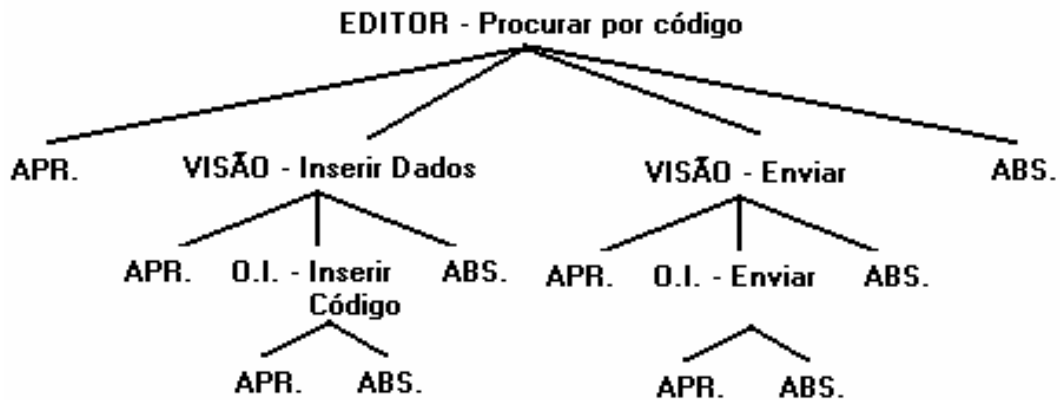 EDITOR - Procurar por código
APR.
VISÃO - Inserir Dados
VISÃO - Enviar
ABS.
APR.
O.I. - Inserir
Código
ABS.
APR.
O.I. - Enviar
ABS.
APR.
ABS.
APR.
ABS.